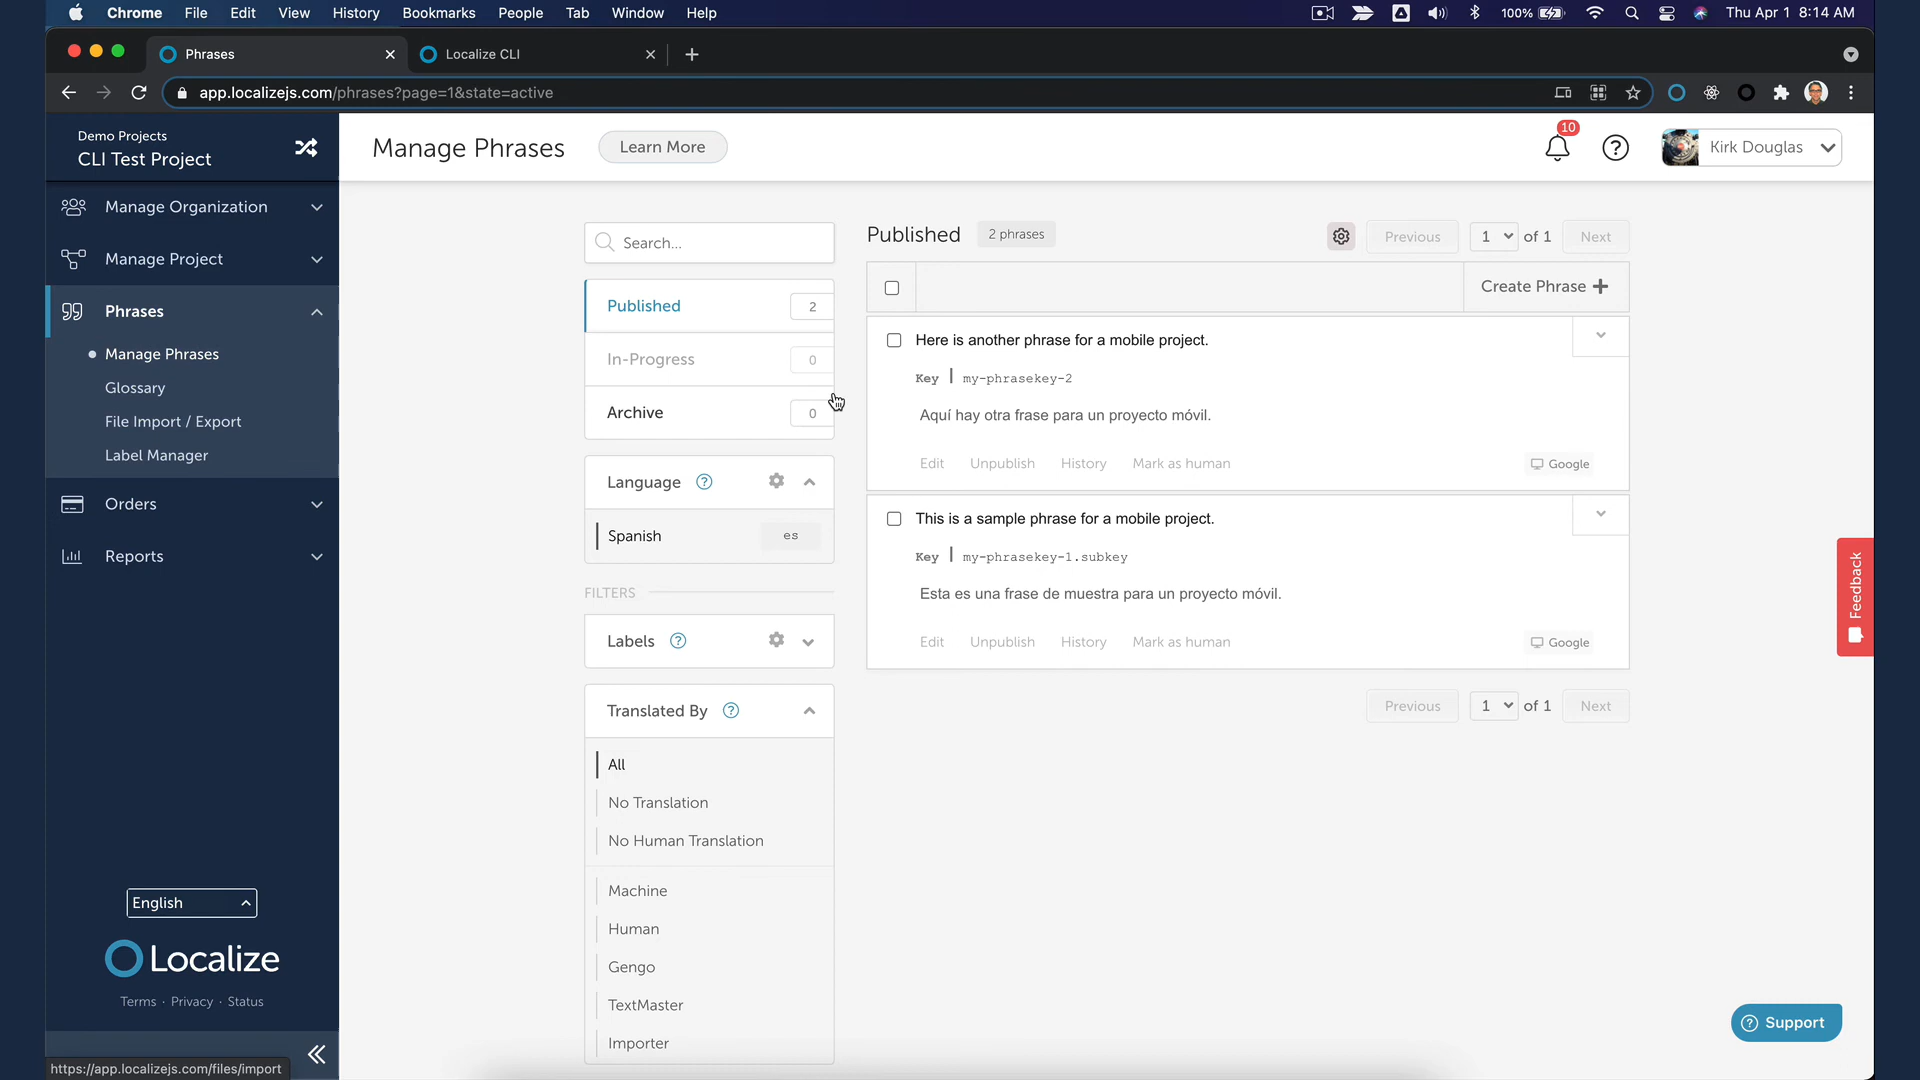 Chrome File Edit View History Bookmarks People Tab Window Help
100% Thu Apr 1 8:14 AM
Phrases
Localize CLI
app.localizejs.com/phrases?page=1&state=active
Demo Projects
CLI Test Project
Manage Organization
Manage Project
Phrases
Manage Phrases
Glossary
File Import / Export
Label Manager
Orders
Reports
English
Localize
Terms · Privacy · Status
https://app.localizejs.com/files/import
Manage Phrases
Learn More
10
Kirk Douglas
Search...
Published 2
In-Progress 0
Archive 0
Language
Spanish es
FILTERS
Labels
Translated By
All
No Translation
No Human Translation
Machine
Human
Gengo
TextMaster
Importer
Published 2 phrases
Previous 1 of 1 Next
Create Phrase
Here is another phrase for a mobile project.
Key | my-phrasekey-2
Aquí hay otra frase para un proyecto móvil.
Edit Unpublish History Mark as human Google
This is a sample phrase for a mobile project.
Key | my-phrasekey-1.subkey
Esta es una frase de muestra para un proyecto móvil.
Edit Unpublish History Mark as human Google
Previous 1 of 1 Next
Feedback
Support